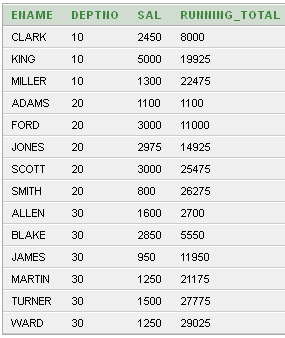 ENAME DEPTNO SAL RUNNING_TOTAL
CLARK 10 2450 8000
KING 10 5000 19925
MILLER 10 1300 22475
ADAMS 20 1100 1100
FORD 20 3000 11000
JONES 20 2975 14925
SCOTT 20 3000 25475
SMITH 20 800 26275
ALLEN 30 1600 2700
BLAKE 30 2850 5550
JAMES 30 950 11950
MARTIN 30 1250 21175
TURNER 30 1500 27775
WARD 30 1250 29025